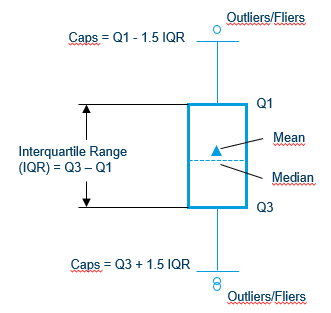 Outliers/Fliers
Caps = Q1 - 1.5 IQR
Q1
Mean
Interquartile Range
(IQR) = Q3 – Q1
Median
Q3
Caps = Q3 + 1.5 IQR
Outliers/Fliers